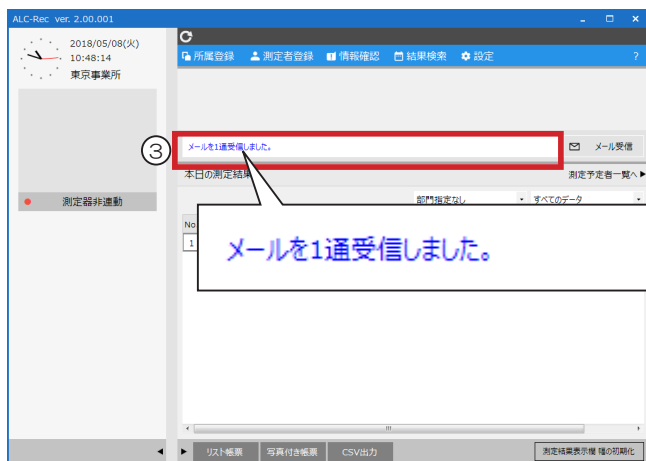 ALC-Rec ver. 2.00.001
2018/05/08(火)
10:48:14
東京事業所
測定器非連動
所属登録 測定者登録 情報確認 結果検索 設定 ?
③
メールを1通受信しました。
メール受信
本日の測定結果
測定予定者一覧へ▶
部門指定なし すべてのデータ
No
1
メールを1通受信しました。
リスト帳票 写真付き帳票 CSV出力 測定結果表示欄 幅の初期化